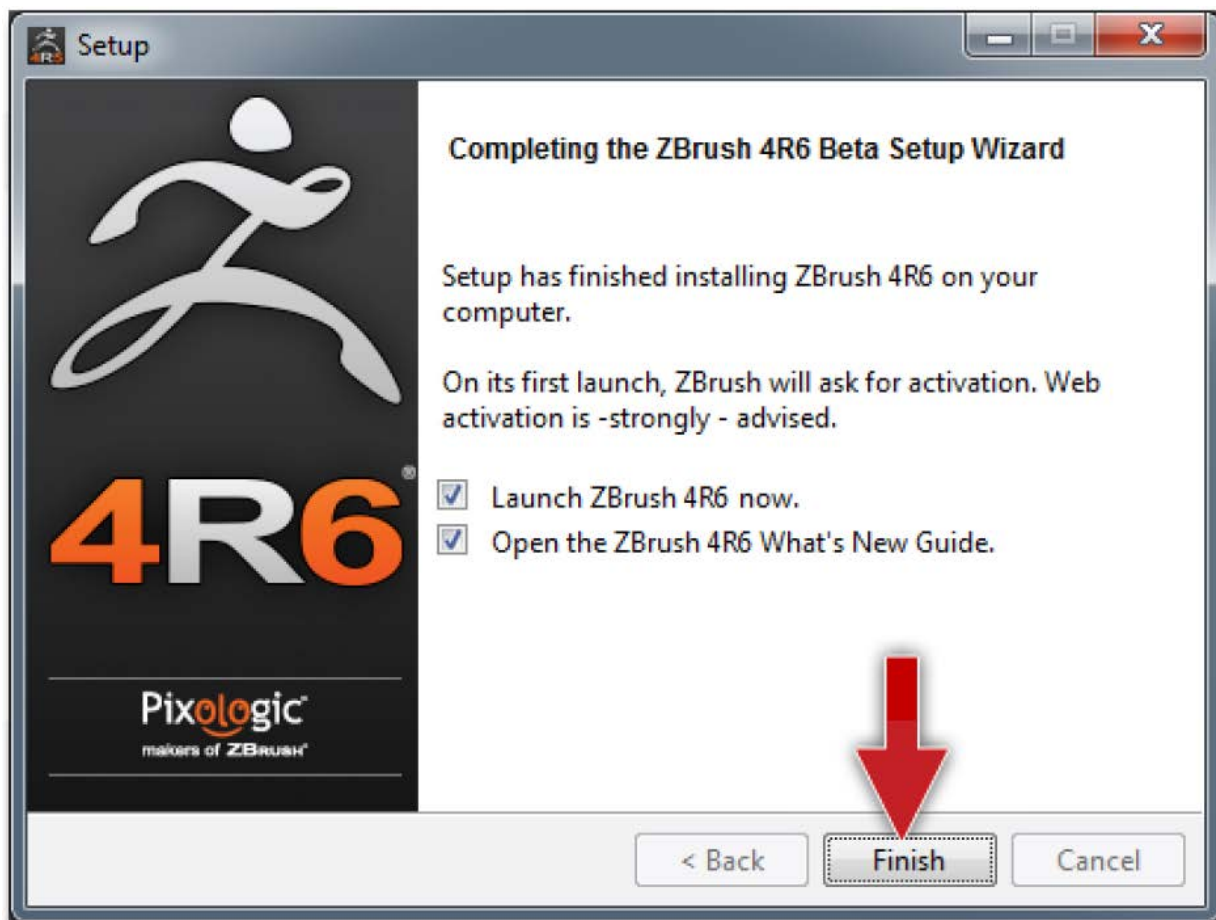 4R6
Setup
Completing the ZBrush 4R6 Beta Setup Wizard
Setup has finished installing ZBrush 4R6 on your
computer.
On its first launch, ZBrush will ask for activation. Web
activation is -strongly - advised.
Launch ZBrush 4R6 now.
Open the ZBrush 4R6 What's New Guide.
4R6®
Pixologic™
makers of ZBRUSH®
< Back
Finish
Cancel